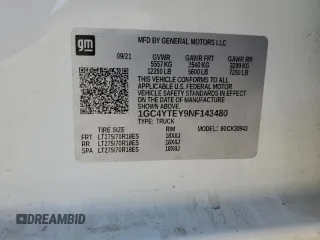 gm
MFD BY GENERAL MOTORS LLC
09/21 GVWR GAWR FRT GAWR RR
5557 KG 2540 KG 3289 KG
12250 LB 5600 LB 7250 LB
THIS VEHICLE CONFORMS TO ALL APPLICABLE U.S. FEDERAL MOTOR VEHICLE SAFETY STANDARDS IN EFFECT ON THE DATE OF MANUFACTURE SHOWN ABOVE.
1GC4YTEY9NF143480
TYPE: TRUCK
RIM MODEL:
FRT LT275/70R18ES 18X8J
RR LT275/70R18ES 18X8J
SPA LT275/70R18ES 18X8J
AUTOBIDMASTER